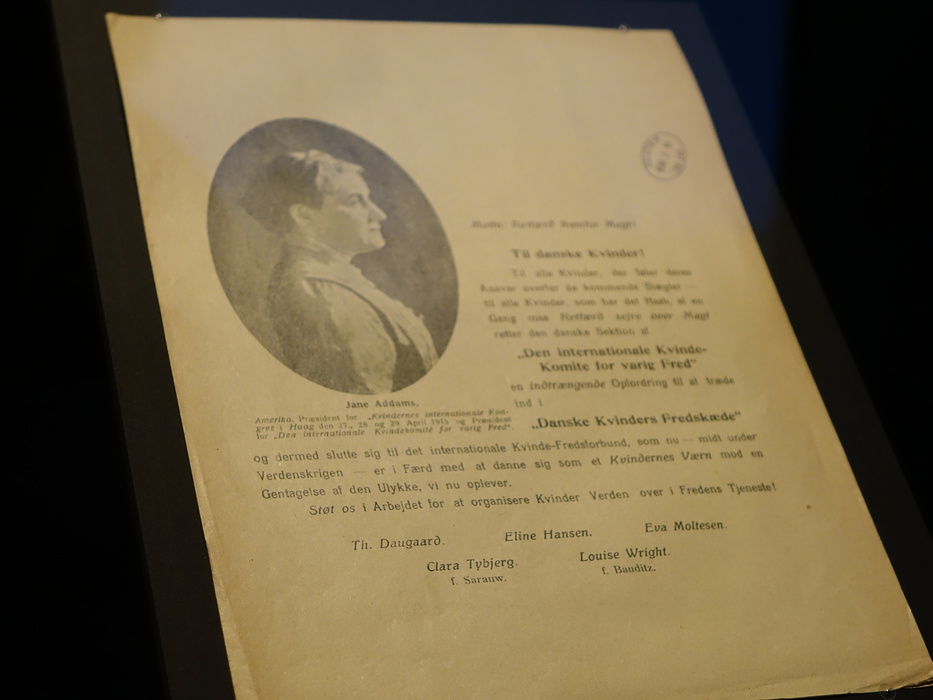 Motto: Retfærd fremfor Magt!
Til danske Kvinder!
Til alle Kvinder, der føler deres
Ansvar overfor de kommende Slægter —
til alle Kvinder, som har det Haab, at en
Gang maa Retfærd sejre over Magt
retter den danske Sektion af
„Den internationale Kvinde-
Komite for varig Fred“
en indtrængende Opfordring til at træde
ind i
„Danske Kvinders Fredskæde“
Jane Addams.
Amerika. Præsident for „Kvindernes internationale Kon-
gres i Haag den 27., 28. og 29. April 1915 og Præsident
for „Den internationale Kvindekomité for varig Fred“.
og dermed slutte sig til det internationale Kvinde-Fredsforbund, som nu — midt under
Verdenskrigen — er i Færd med at danne sig som et Kvindernes Værn mod en
Gentagelse af den Ulykke, vi nu oplever.
Støt os i Arbejdet for at organisere Kvinder Verden over i Fredens Tjeneste!
Th. Daugaard.
Eline Hansen.
Eva Moltesen.
Clara Tybjerg.
f. Sarauw.
Louise Wright.
f. Bauditz.